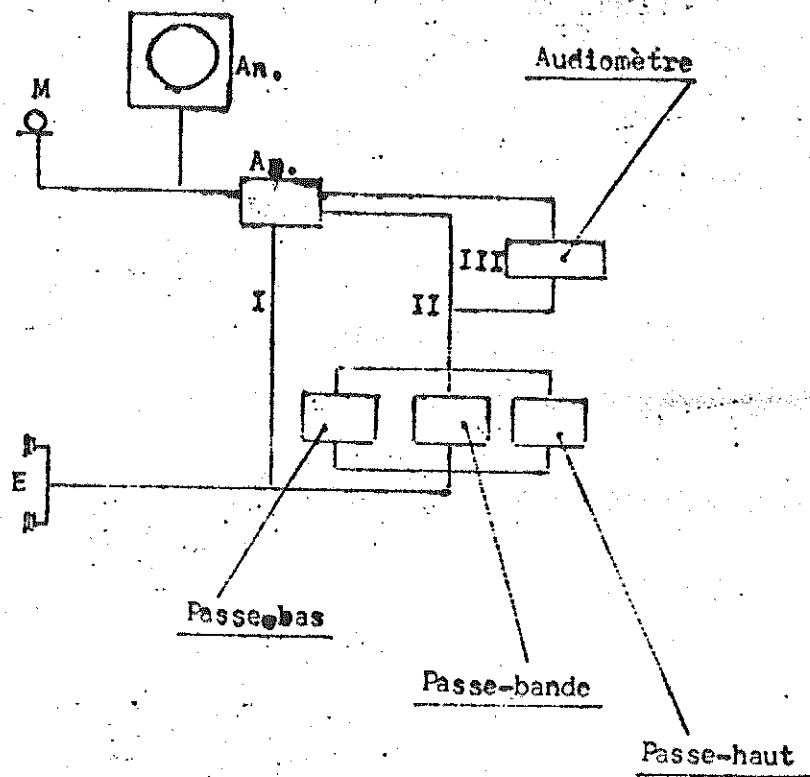 An.
Audiomètre
M
Ap.
III
I
II
E
Passe-bas
Passe-bande
Passe-haut